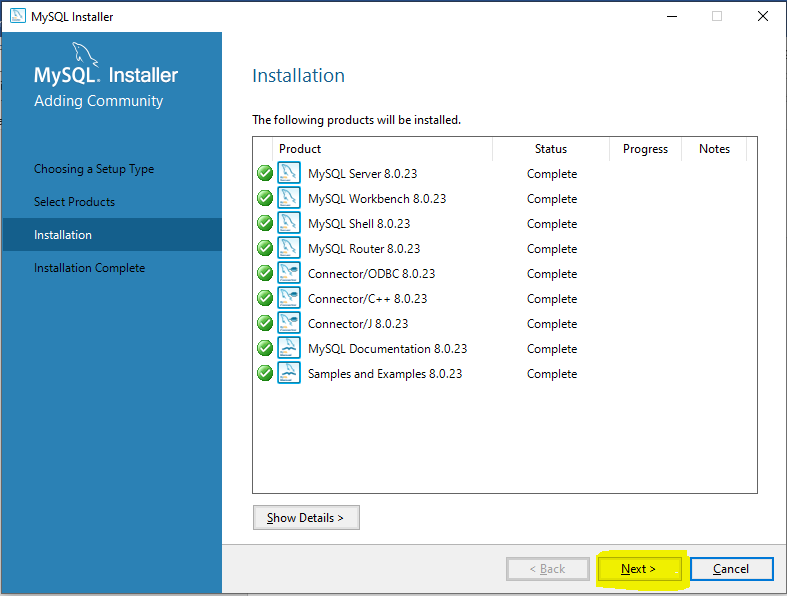 MySQL Installer
MySQL. Installer
Adding Community
Choosing a Setup Type
Select Products
Installation
Installation Complete
Installation
The following products will be installed.
Product Status Progress Notes
MySQL Server 8.0.23 Complete
MySQL Workbench 8.0.23 Complete
MySQL Shell 8.0.23 Complete
MySQL Router 8.0.23 Complete
Connector/ODBC 8.0.23 Complete
Connector/C++ 8.0.23 Complete
Connector/J 8.0.23 Complete
MySQL Documentation 8.0.23 Complete
Samples and Examples 8.0.23 Complete
Show Details >
< Back Next > Cancel